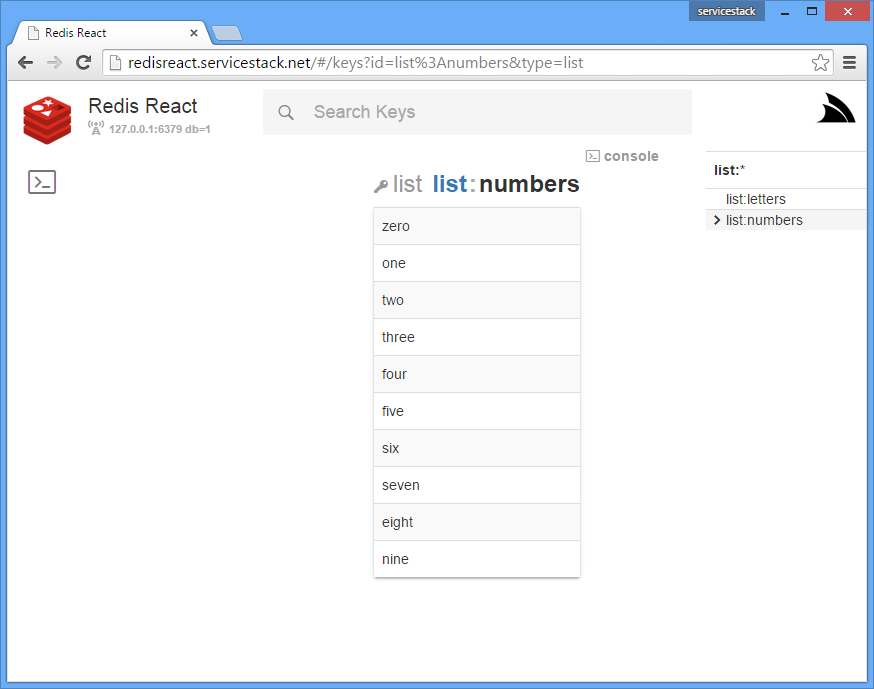 servicestack
Redis React
redisreact.servicestack.net/#/keys?id=list%3Anumbers&type=list
Redis React
127.0.0.1:6379 db=1
Search Keys
console
list list:numbers
zero
one
two
three
four
five
six
seven
eight
nine
list:*
list:letters
list:numbers